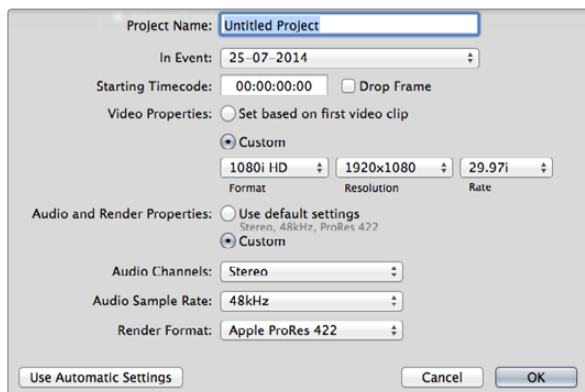 Project Name: Untitled Project
In Event: 25-07-2014
Starting Timecode: 00:00:00:00 Drop Frame
Video Properties: Set based on first video clip
Custom
1080i HD 1920x1080 29.97i
Format Resolution Rate
Audio and Render Properties: Use default settings
Stereo, 48kHz, ProRes 422
Custom
Audio Channels: Stereo
Audio Sample Rate: 48kHz
Render Format: Apple ProRes 422
Use Automatic Settings Cancel OK